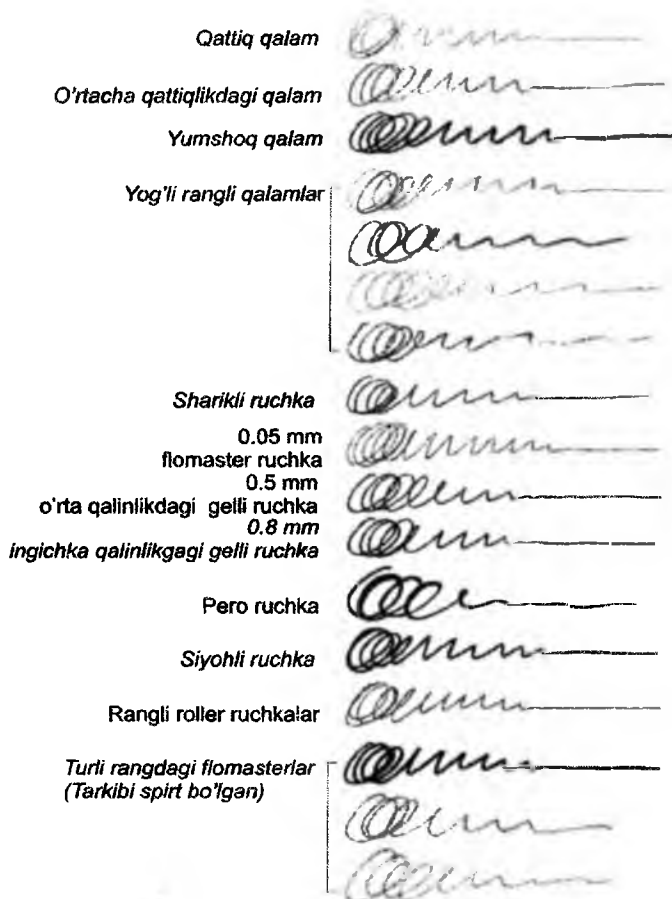 Qattiq qalam
O'rtacha qattiqlikdagi qalam
Yumshoq qalam
Yog'li rangli qalamlar
Sharikli ruchka
0.05 mm
flomaster ruchka
0.5 mm
o'rta qalinlikdagi gelli ruchka
0.8 mm
ingichka qalinlikgagi gelli ruchka
Pero ruchka
Siyohli ruchka
Rangli roller ruchkalar
Turli rangdagi flomasterlar
(Tarkibi spirt bo'lgan)